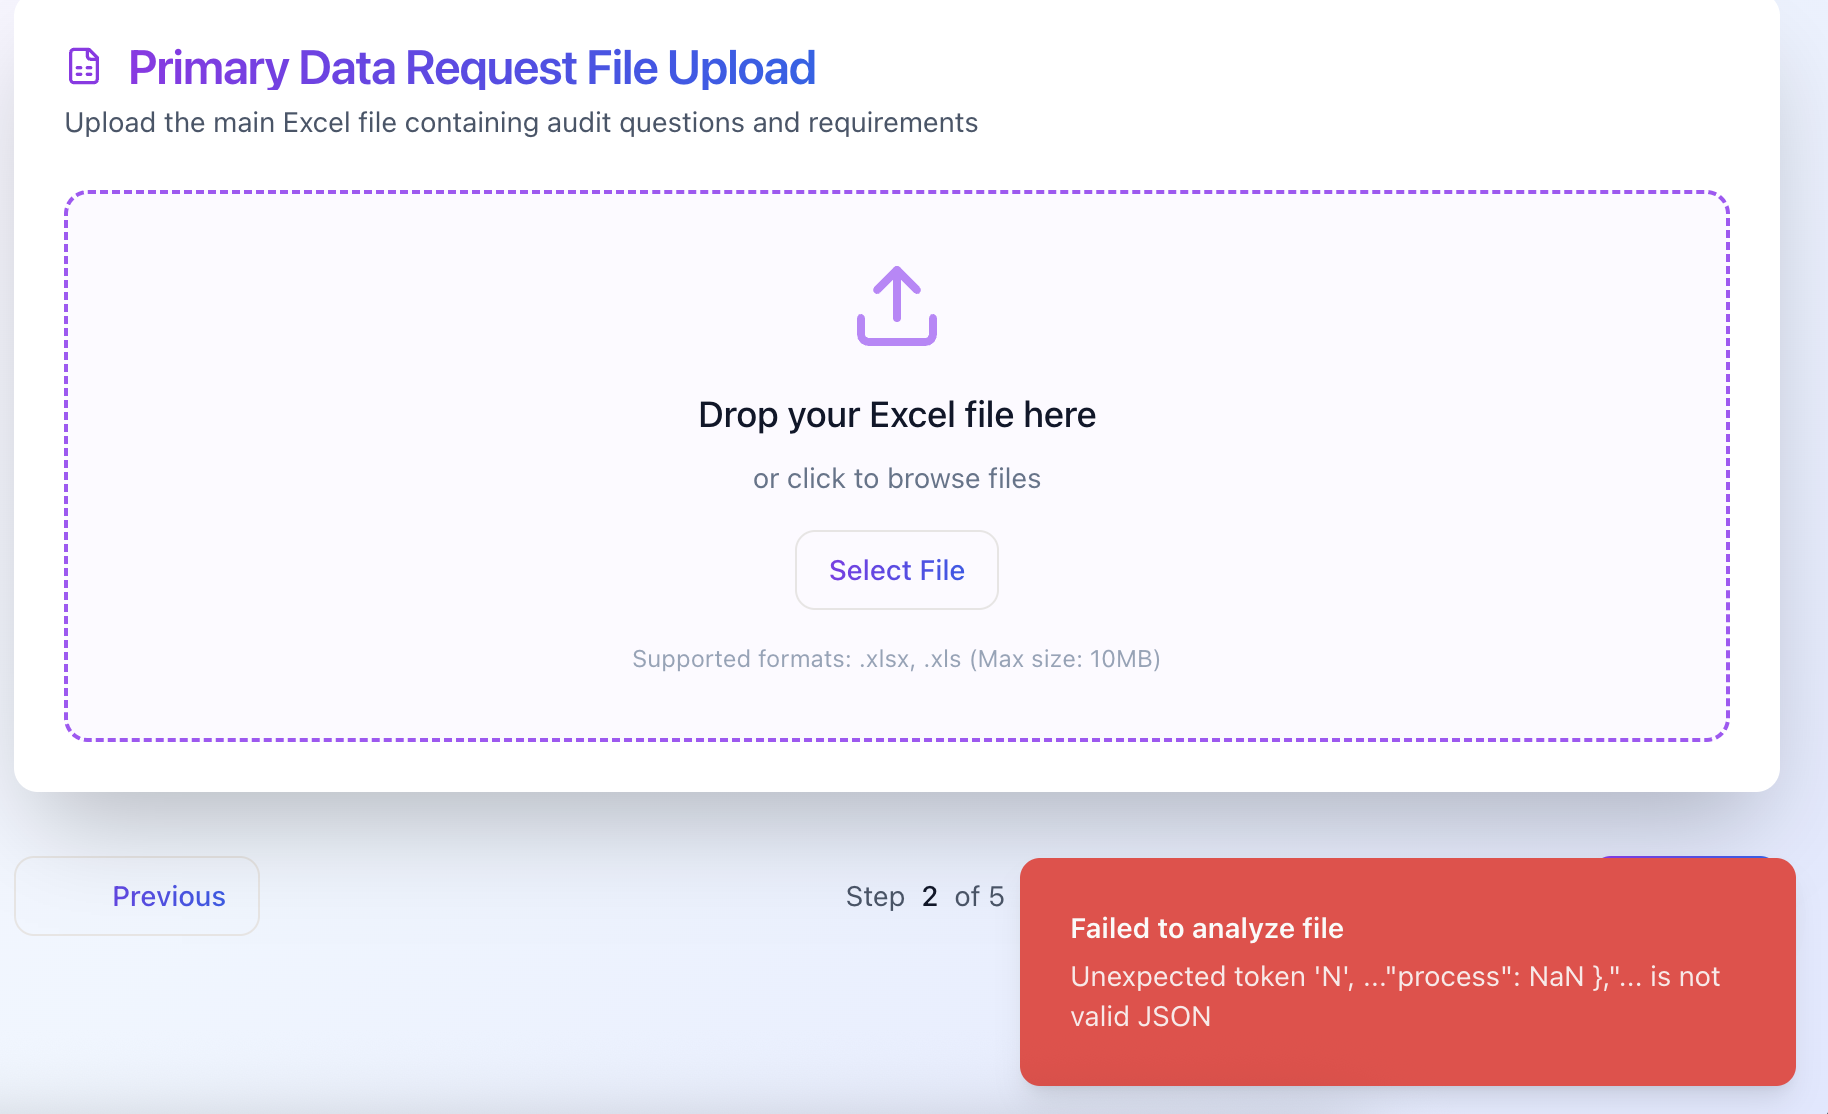 Primary Data Request File Upload
Upload the main Excel file containing audit questions and requirements
Drop your Excel file here
or click to browse files
Select File
Supported formats: .xlsx, .xls (Max size: 10MB)
Previous
Step 2 of 5
Failed to analyze file
Unexpected token 'N', ..."process": NaN },"... is not
valid JSON